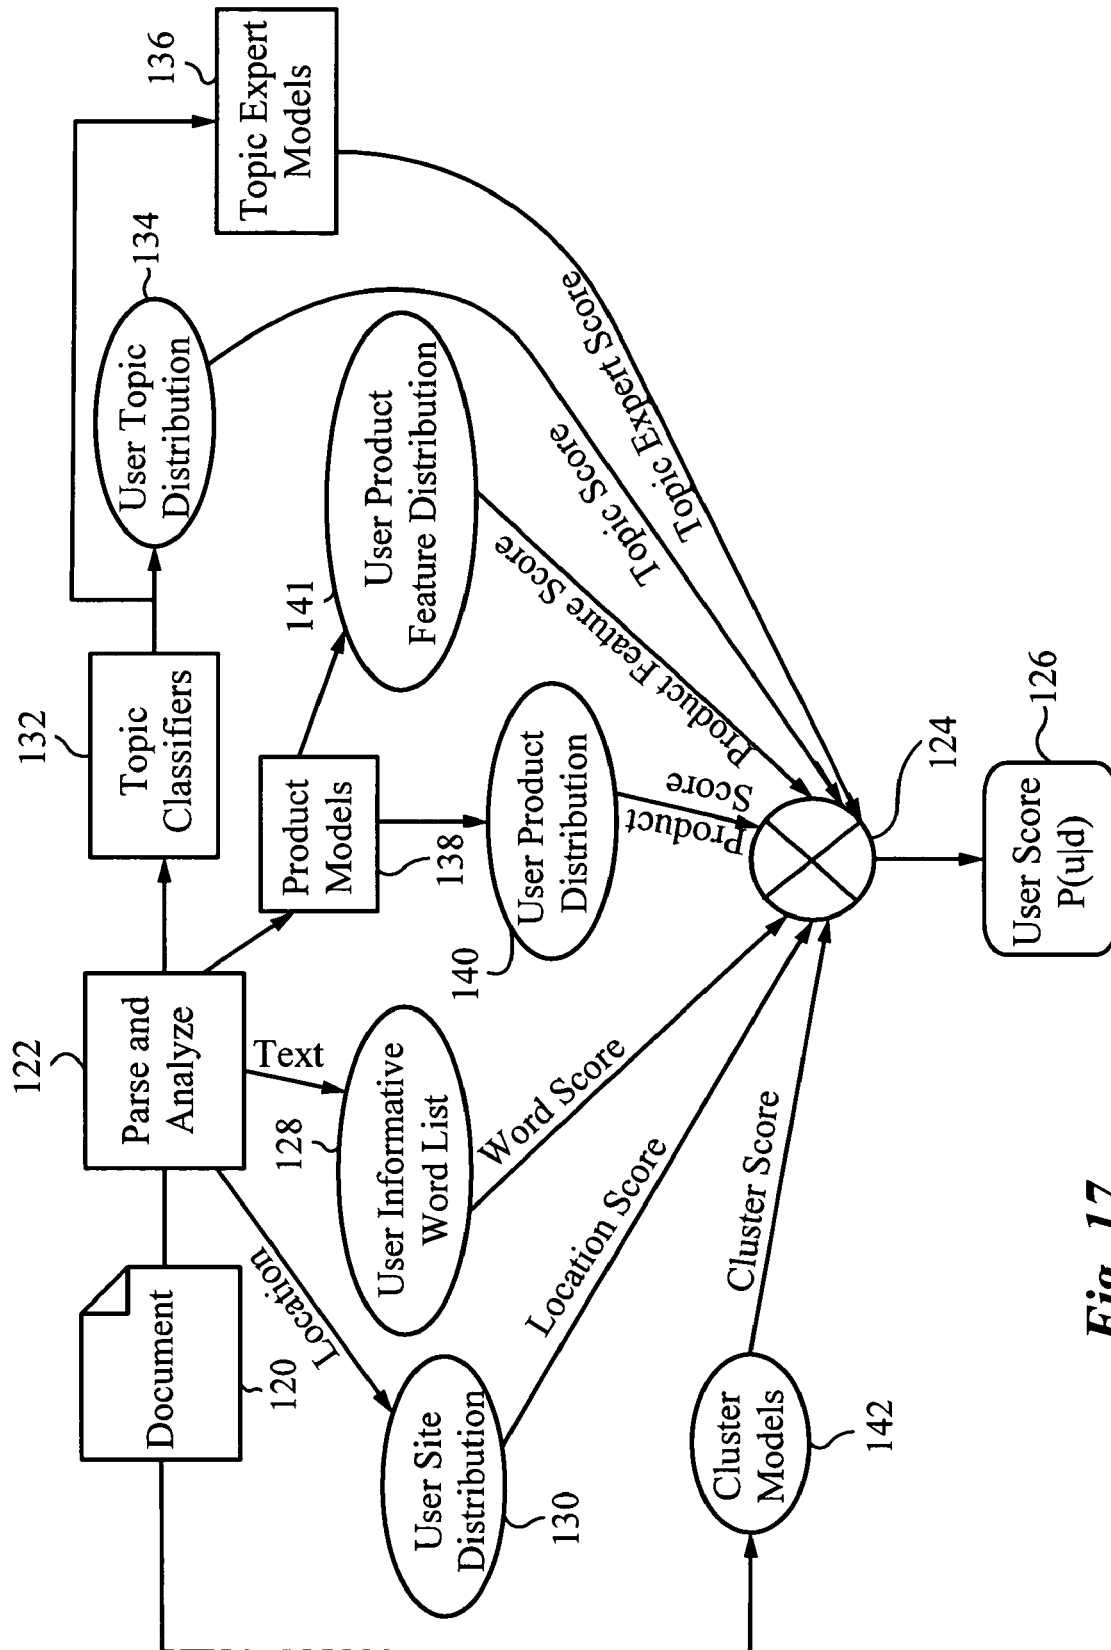 Document
120
Parse and
Analyze
122
Topic
Classifiers
132
User Topic
Distribution
134
Topic Expert
Models
136
Location
Text
User Site
Distribution
130
User Informative
Word List
128
Product
Models
138
User Product
Distribution
140
User Product
Feature Distribution
141
Cluster
Models
142
Cluster Score
Location Score
Word Score
Product
Score
Product Feature Score
Topic Score
Topic Expert Score
124
User Score
P(u|d)
126
Fig. 17